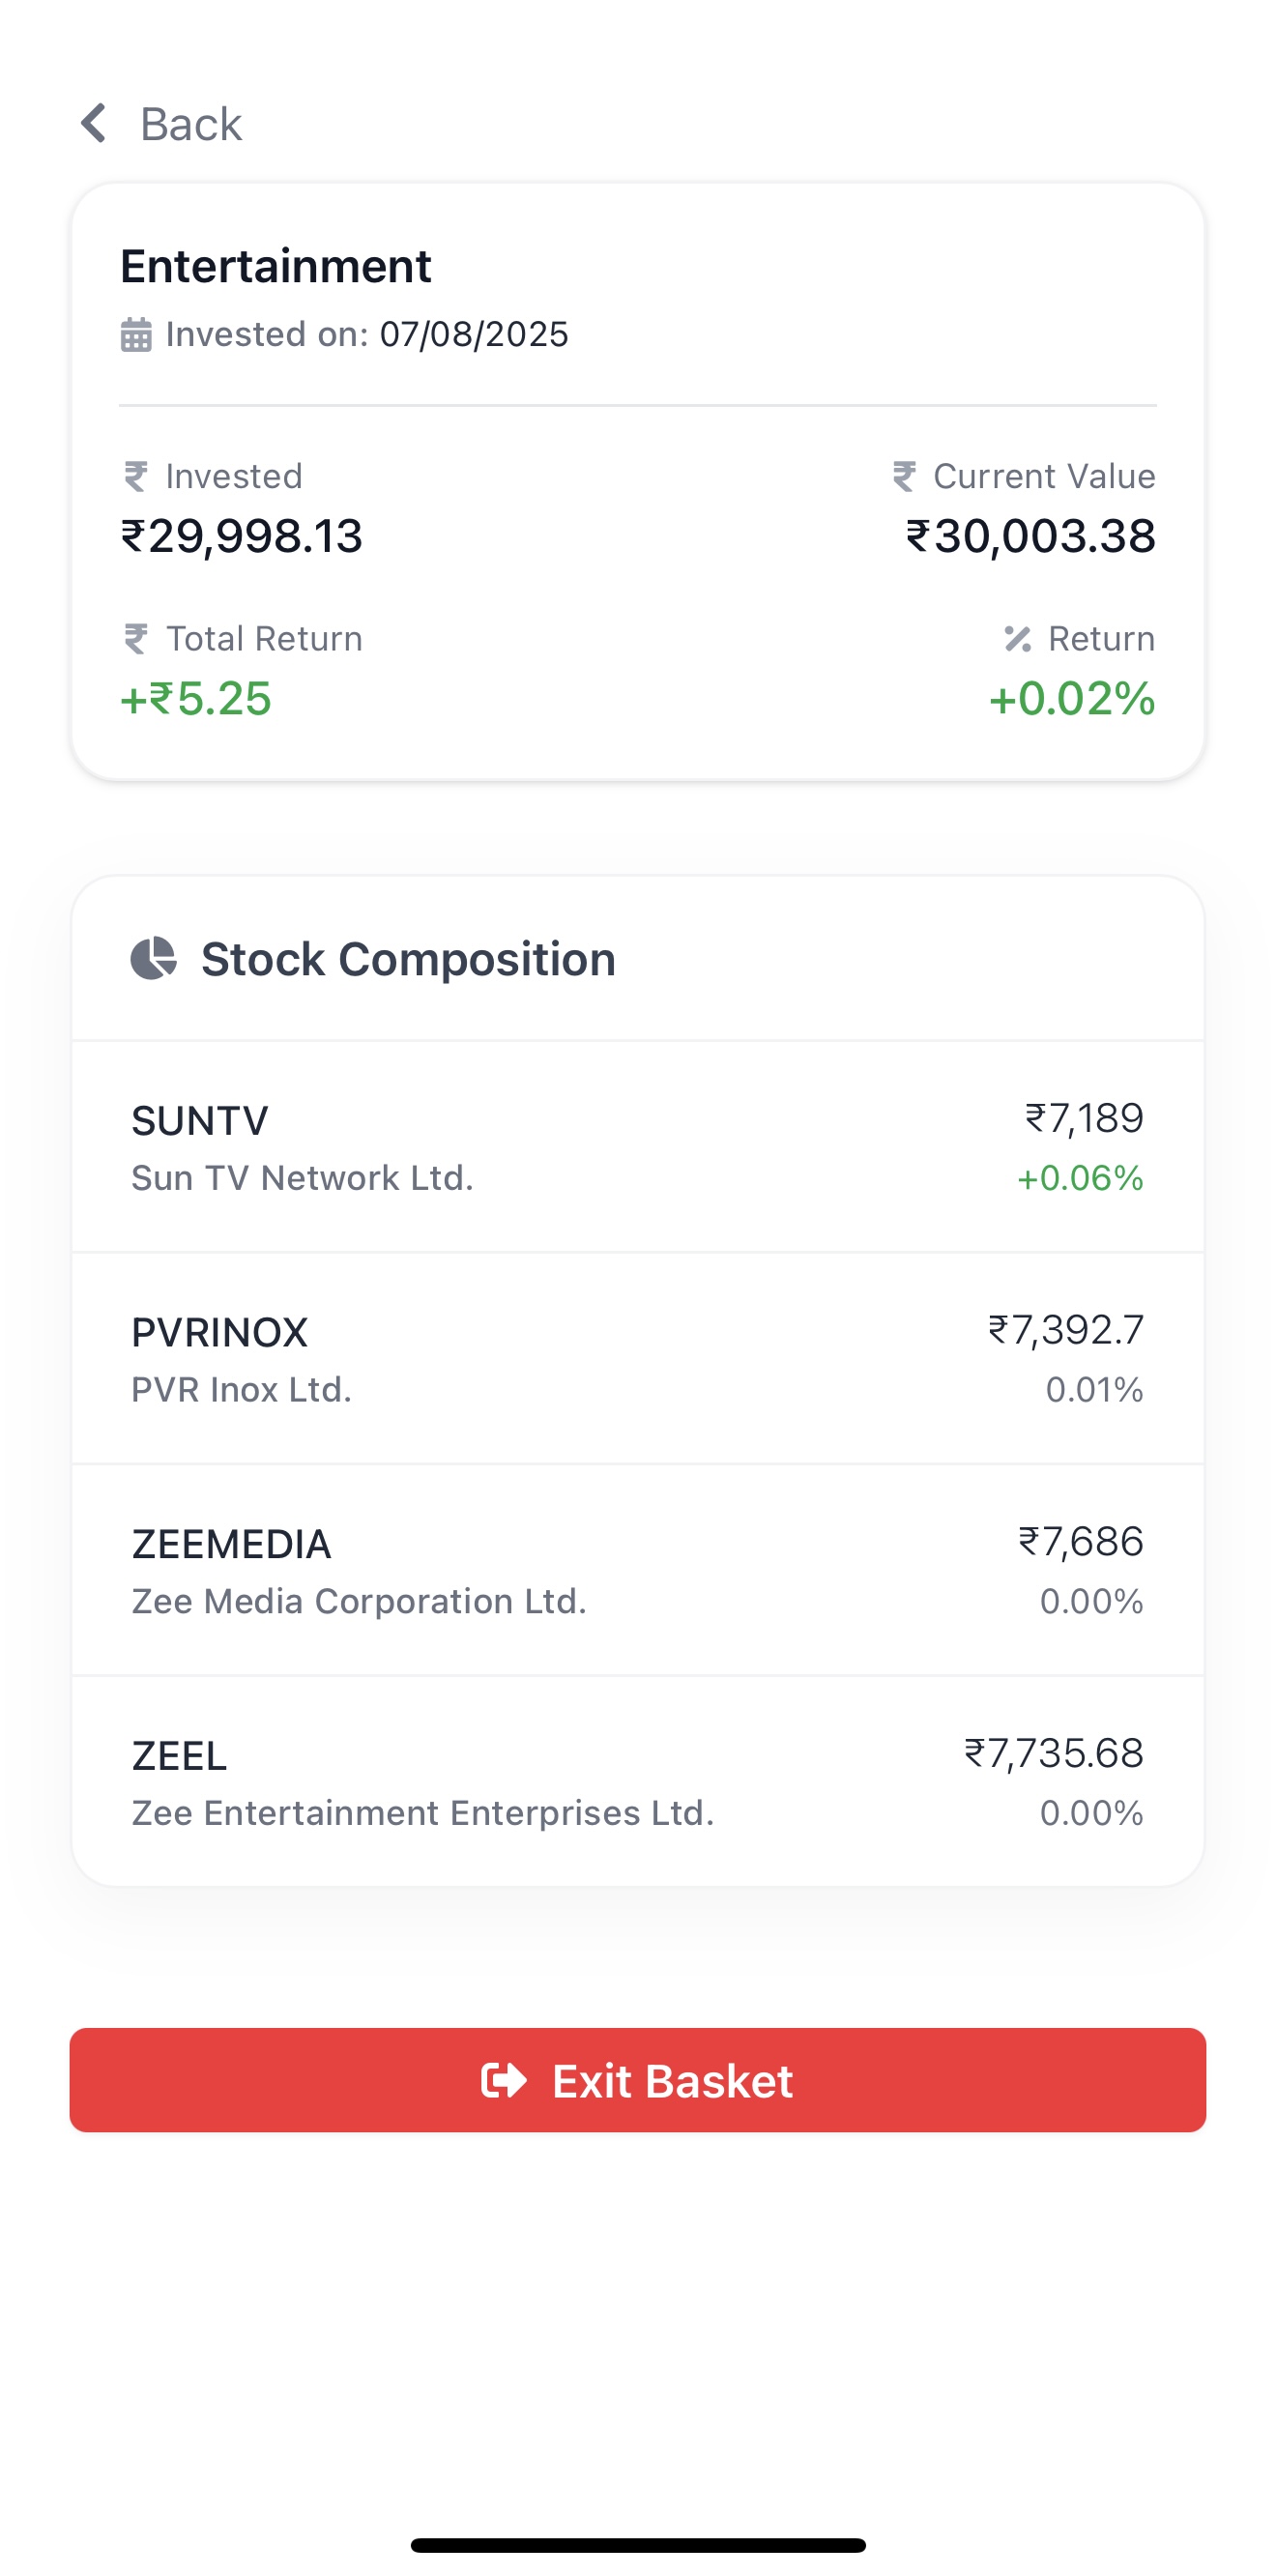 Back
Entertainment
Invested on: 07/08/2025
₹ Invested
₹ Current Value
₹29,998.13
₹30,003.38
₹ Total Return
% Return
+₹5.25
+0.02%
Stock Composition
SUNTV
₹7,189
Sun TV Network Ltd.
+0.06%
PVRINOX
₹7,392.7
PVR Inox Ltd.
0.01%
ZEEMEDIA
₹7,686
Zee Media Corporation Ltd.
0.00%
ZEEL
₹7,735.68
Zee Entertainment Enterprises Ltd.
0.00%
Exit Basket